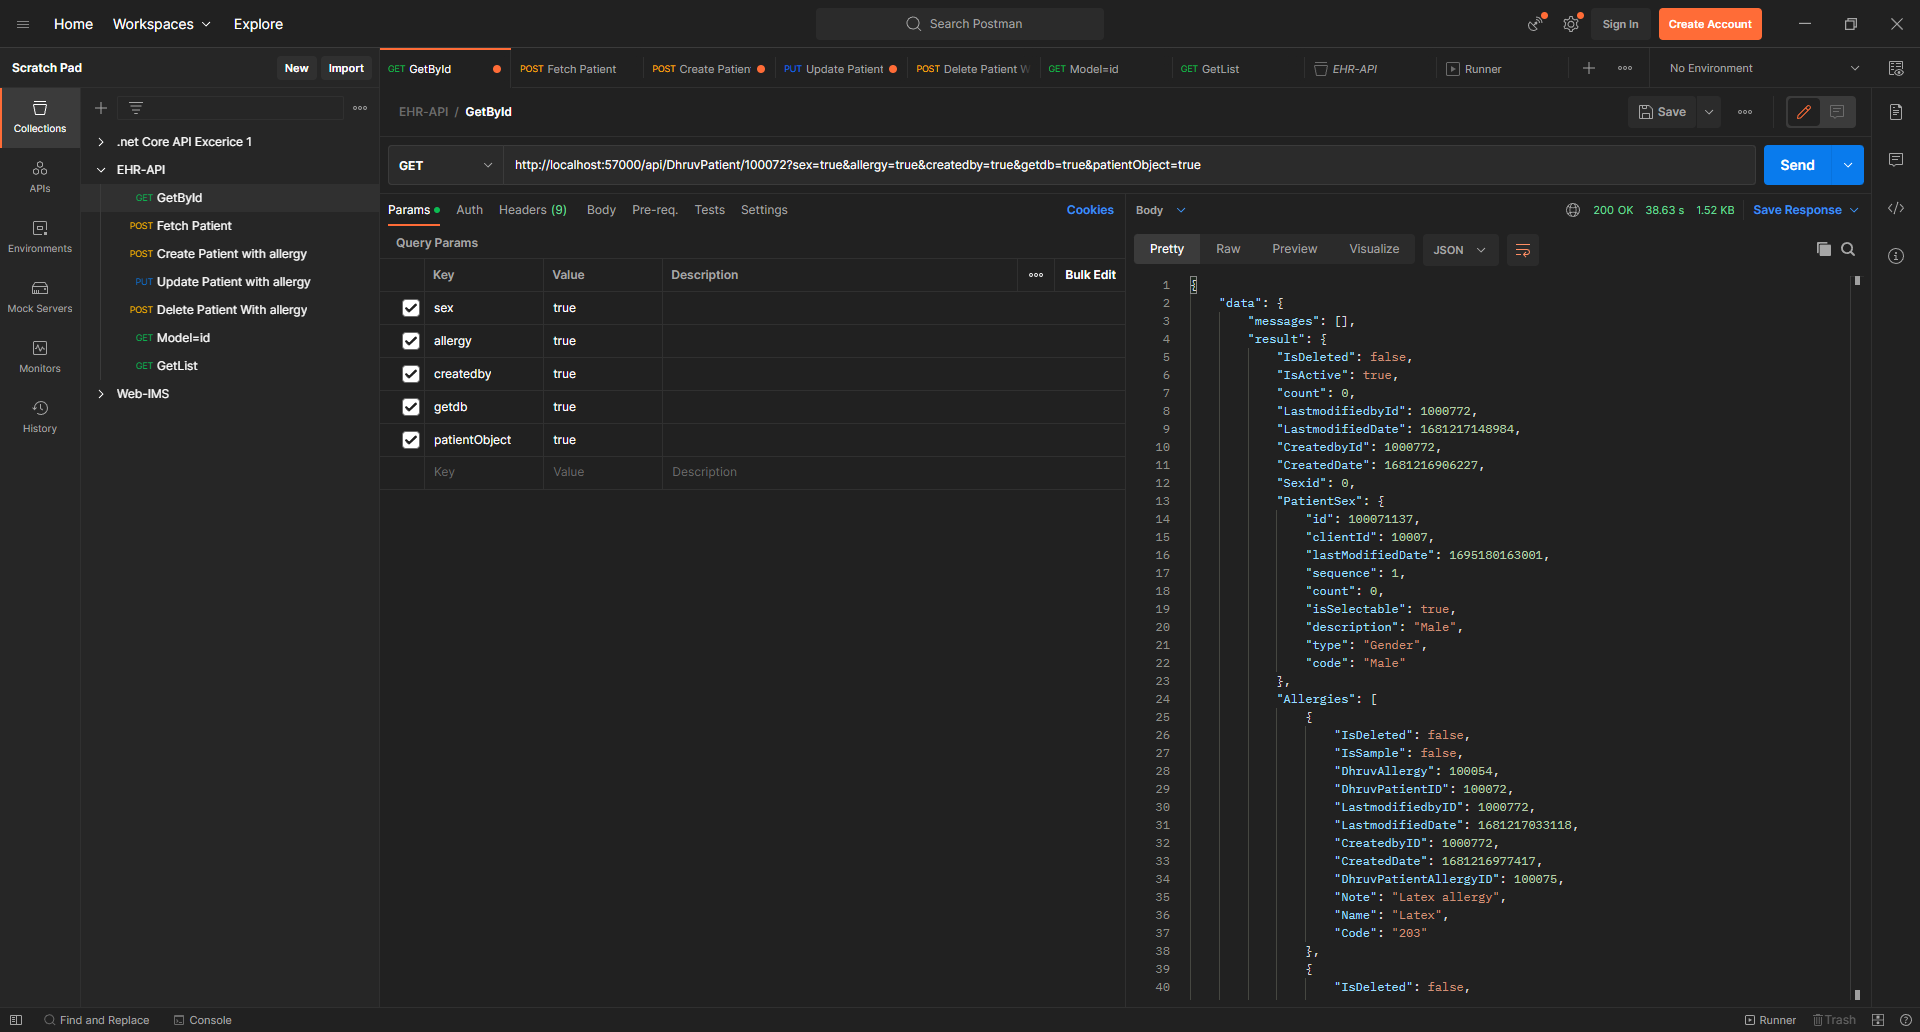 Home Workspaces Explore
Search Postman
Sign In Create Account
Scratch Pad New Import
GET GetById POST Fetch Patient POST Create Patien PUT Update Patient POST Delete Patient W GET Model=id GET GetList EHR-API Runner
No Environment
Collections
APIs
Environments
Mock Servers
Monitors
History
.net Core API Excerice 1
EHR-API
GET GetById
POST Fetch Patient
POST Create Patient with allergy
PUT Update Patient with allergy
POST Delete Patient With allergy
GET Model=id
GET GetList
Web-IMS
EHR-API / GetById
Save
GET http://localhost:57000/api/DhruvPatient/100072?sex=true&allergy=true&createdby=true&getdb=true&patientObject=true
Send
Params Auth Headers (9) Body Pre-req. Tests Settings Cookies
Query Params
Key Value Description Bulk Edit
sex true
allergy true
createdby true
getdb true
patientObject true
Key Value Description
Body 200 OK 38.63 s 1.52 KB Save Response
Pretty Raw Preview Visualize JSON
1 {
2 "data": {
3 "messages": [],
4 "result": {
5 "IsDeleted": false,
6 "IsActive": true,
7 "count": 0,
8 "LastmodifiedbyId": 1000772,
9 "LastmodifiedDate": 1681217148984,
10 "CreatedbyId": 1000772,
11 "CreatedDate": 1681216906227,
12 "Sexid": 0,
13 "PatientSex": {
14 "id": 100071137,
15 "clientId": 10007,
16 "lastModifiedDate": 1695180163001,
17 "sequence": 1,
18 "count": 0,
19 "isSelectable": true,
20 "description": "Male",
21 "type": "Gender",
22 "code": "Male"
23 },
24 "Allergies": [
25 {
26 "IsDeleted": false,
27 "IsSample": false,
28 "DhruvAllergy": 100054,
29 "DhruvPatientID": 100072,
30 "LastmodifiedbyID": 1000772,
31 "LastmodifiedDate": 1681217033118,
32 "CreatedbyID": 1000772,
33 "CreatedDate": 1681216977417,
34 "DhruvPatientAllergyID": 100075,
35 "Note": "Latex allergy",
36 "Name": "Latex",
37 "Code": "203"
38 },
39 {
40 "IsDeleted": false,
Find and Replace Console
Runner Trash